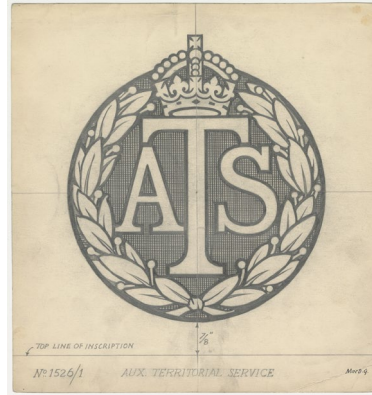 ATS
7/8"
TOP LINE OF INSCRIPTION
No 1526/1 AUX. TERRITORIAL SERVICE